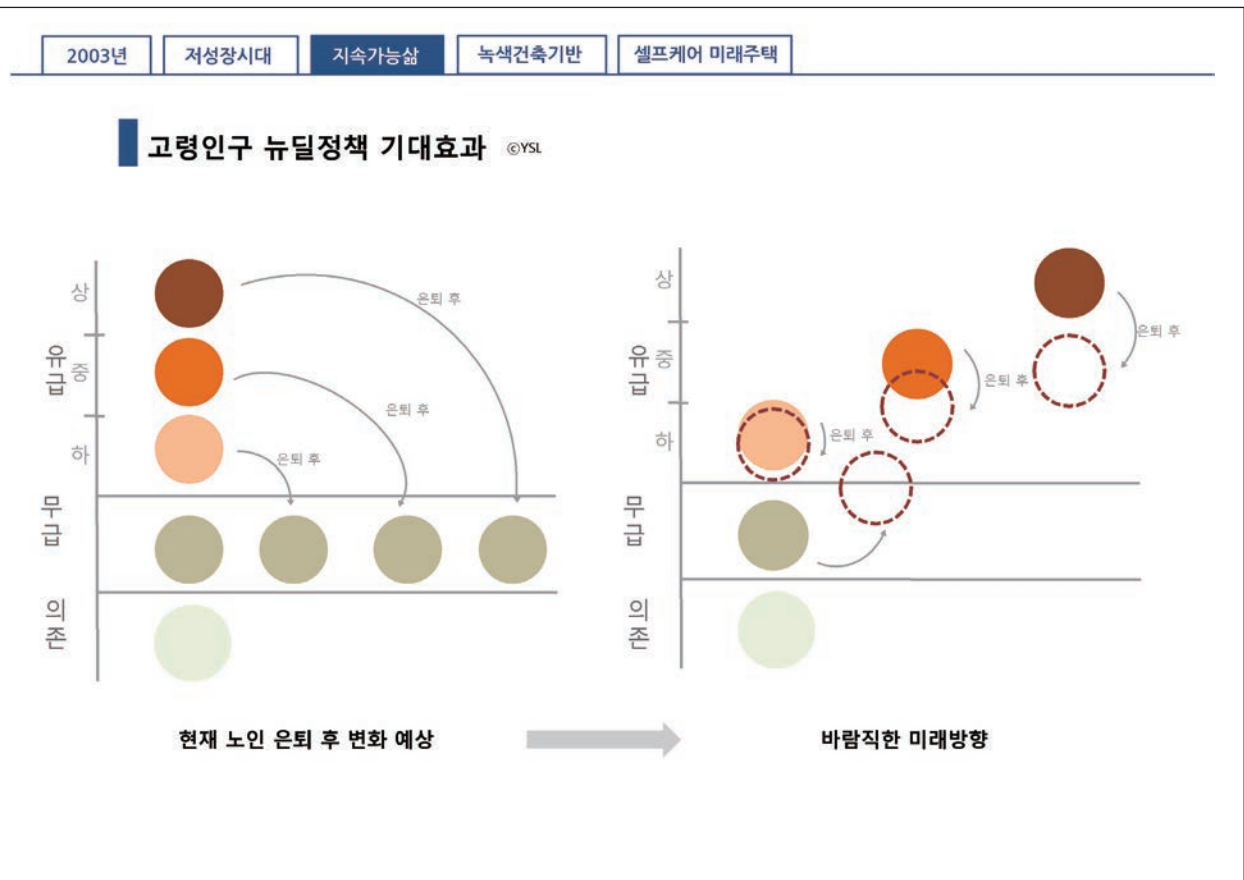 2003년 저성장시대 지속가능삶 녹색건축기반 셀프케어 미래주택
고령인구 뉴딜정책 기대효과 ©YSL
상
은퇴 후
유급
중
은퇴 후
하
은퇴 후
무급
의존
현재 노인 은퇴 후 변화 예상
상
은퇴 후
유급
중
은퇴 후
하
은퇴 후
무급
의존
바람직한 미래방향